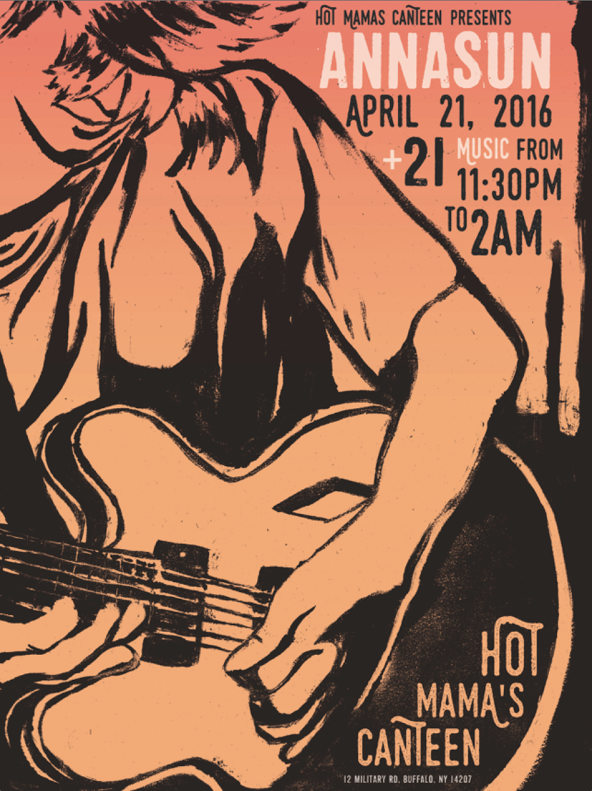 HOT MAMAS CANTEEN PRESENTS
ANNASUN
APRIL 21, 2016
+21
MUSIC FROM
11:30PM
TO 2AM
HOT
MAMA'S
CANTEEN
12 MILITARY RD. BUFFALO, NY 14207